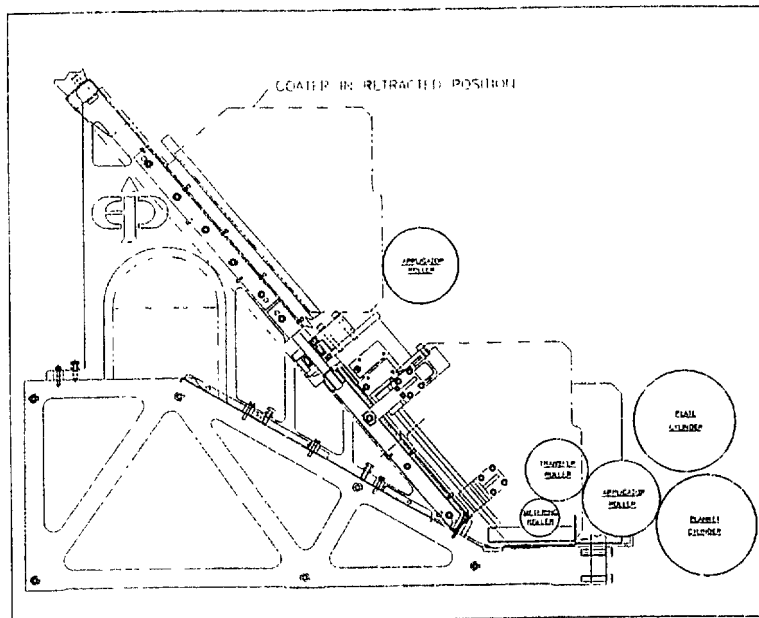 COATER IN RETRACTED POSITION
APPLICATOR
ROLLER
PLATE
CYLINDER
TRANSFER
ROLLER
APPLICATOR
ROLLER
METERING
ROLLER
BLANKET
CYLINDER